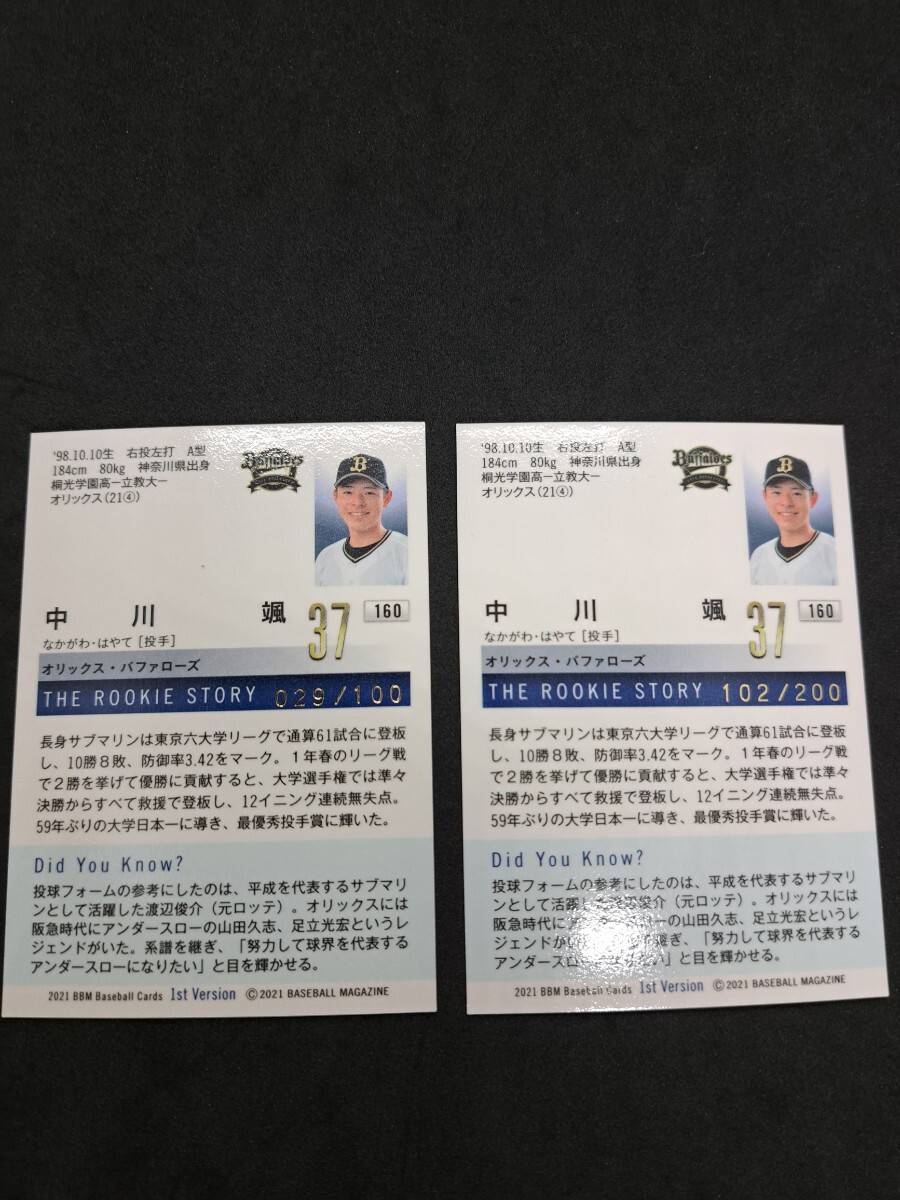 '98.10.10生 右投左打 A型
184cm 80kg 神奈川県出身
桐光学園高ー立教大ー
オリックス(21④)
Buffaloes
B
中 川 颯 37 160
なかがわ・はやて [投手]
オリックス・バファローズ
THE ROOKIE STORY 029/100
長身サブマリンは東京六大学リーグで通算61試合に登板
し、10勝8敗、防御率3.42をマーク。1年春のリーグ戦
で2勝を挙げて優勝に貢献すると、大学選手権では準々
決勝からすべて救援で登板し、12イニング連続無失点。
59年ぶりの大学日本一に導き、最優秀投手賞に輝いた。
Did You Know?
投球フォームの参考にしたのは、平成を代表するサブマリ
ンとして活躍した渡辺俊介（元ロッテ）。オリックスには
阪急時代にアンダースローの山田久志、足立光宏というレ
ジェンドがいた。系譜を継ぎ、「努力して球界を代表する
アンダースローになりたい」と目を輝かせる。
2021 BBM Baseball Cards 1st Version ©2021 BASEBALL MAGAZINE
'98.10.10生 右投左打 A型
184cm 80kg 神奈川県出身
桐光学園高ー立教大ー
オリックス(21④)
Buffaloes
B
中 川 颯 37 160
なかがわ・はやて [投手]
オリックス・バファローズ
THE ROOKIE STORY 102/200
長身サブマリンは東京六大学リーグで通算61試合に登板
し、10勝8敗、防御率3.42をマーク。1年春のリーグ戦
で2勝を挙げて優勝に貢献すると、大学選手権では準々
決勝からすべて救援で登板し、12イニング連続無失点。
59年ぶりの大学日本一に導き、最優秀投手賞に輝いた。
Did You Know?
投球フォームの参考にしたのは、平成を代表するサブマリ
ンとして活躍した 俊介（元ロッテ）。オリックスには
阪急時代にアンダースローの山田久志、足立光宏というレ
ジェンドがい 継ぎ、「努力して球界を代表する
アンダースローになりたい」と目を輝かせる。
2021 BBM Baseball Cards 1st Version ©2021 BASEBALL MAGAZINE